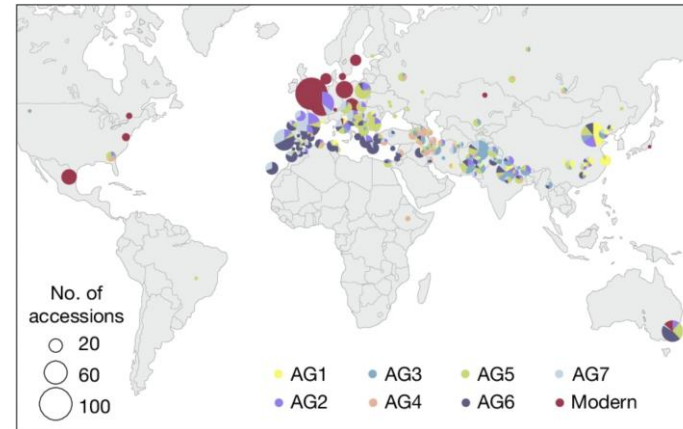 No. of
accessions
20
60
100
AG1 AG3 AG5 AG7
AG2 AG4 AG6 Modern